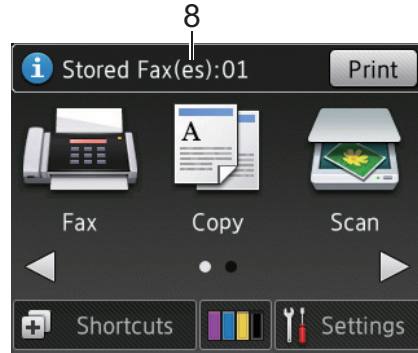 8
Stored Fax(es):01 Print
A
Fax Copy Scan
Shortcuts Settings